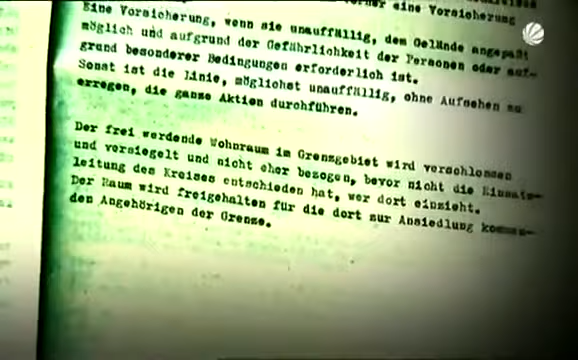 eine Vorsicherung
Eine Vorsicherung, wenn sie unauffällig, dem Gelände angepaßt
möglich und aufgrund der Gefährlichkeit der Personen oder auf-
grund besonderer Bedingungen erforderlich ist.
Sonst ist die Linie, möglichst unauffällig, ohne Aufsehen zu
erregen, die ganze Aktion durchführen.
Der frei werdende Wohnraum im Grenzgebiet wird verschlossen
und versiegelt und nicht eher bezogen, bevor nicht die Einsatz-
leitung des Kreises entschieden hat, wer dort einzieht.
Der Raum wird freigehalten für die dort zur Ansiedlung kommen-
den Angehörigen der Grenze.